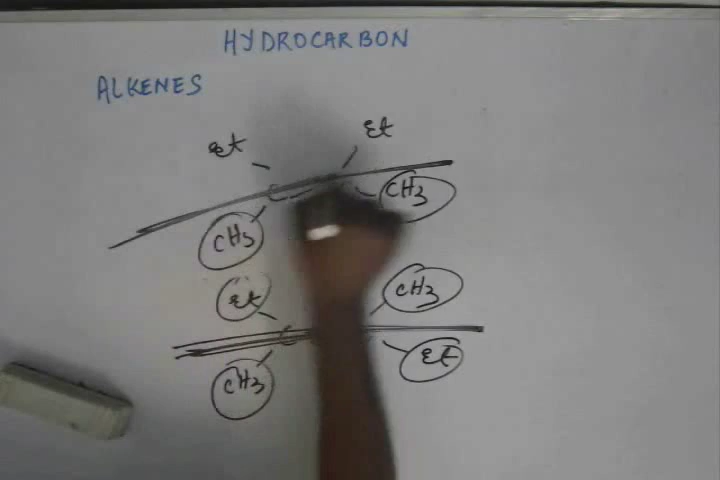 HYDROCARBON
ALKENES
Et Et
C CH3
CH3
Et CH3
C
CH3 Et